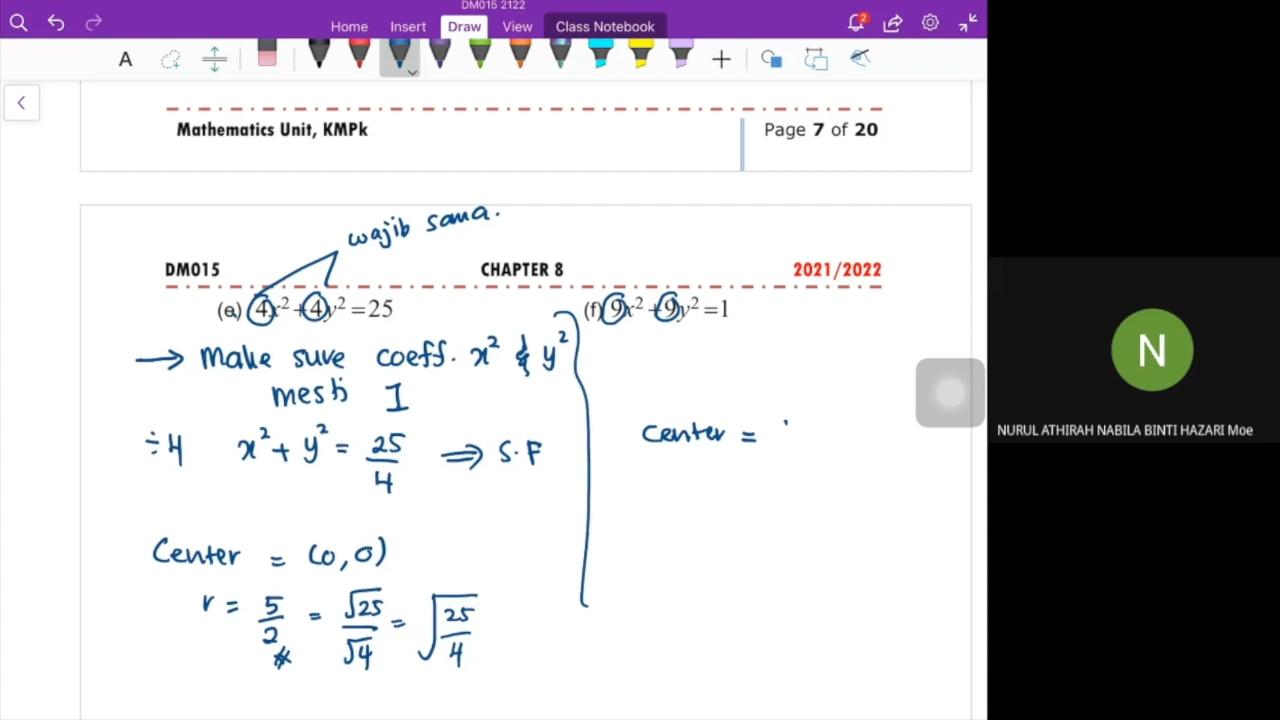 DM015 2122
Home Insert Draw View Class Notebook
2
A
Mathematics Unit, KMPk
Page 7 of 20
wajib sama.
DM015 CHAPTER 8 2021/2022
(e) 4x² + 4y² = 25
(f) 9x² + 9y² = 1
→ Make sure coeff. x² & y²
mesti 1
÷4 x² + y² = 25/4 ⇒ S.F
Center = (0,0)
r = 5/2 = √25/√4 = √(25/4)
Center =
N
NURUL ATHIRAH NABILA BINTI HAZARI Moe